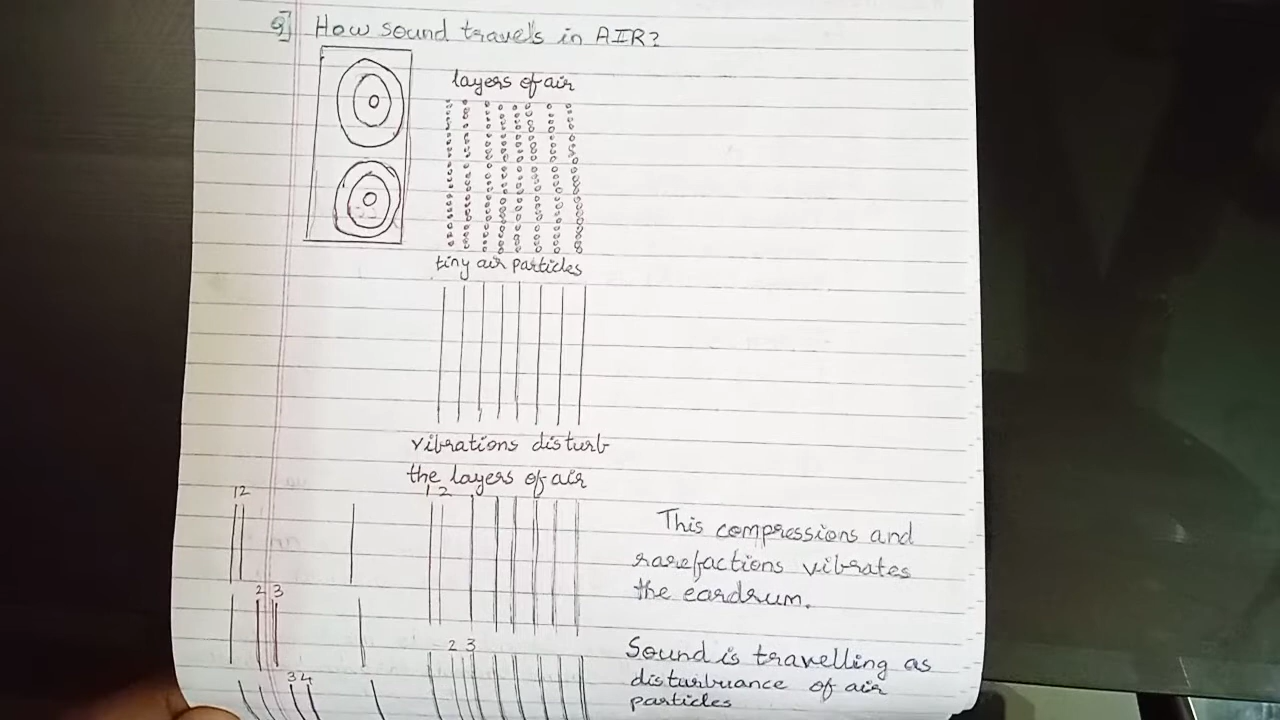 Q] How sound travels in AIR?
layers of air
tiny air particles
vibrations disturb
the layers of air
1 2
1 2
This compressions and
rarefactions vibrates
the eardrum.
2 3
2 3
Sound is travelling as
disturbuance of air
particles
3 4